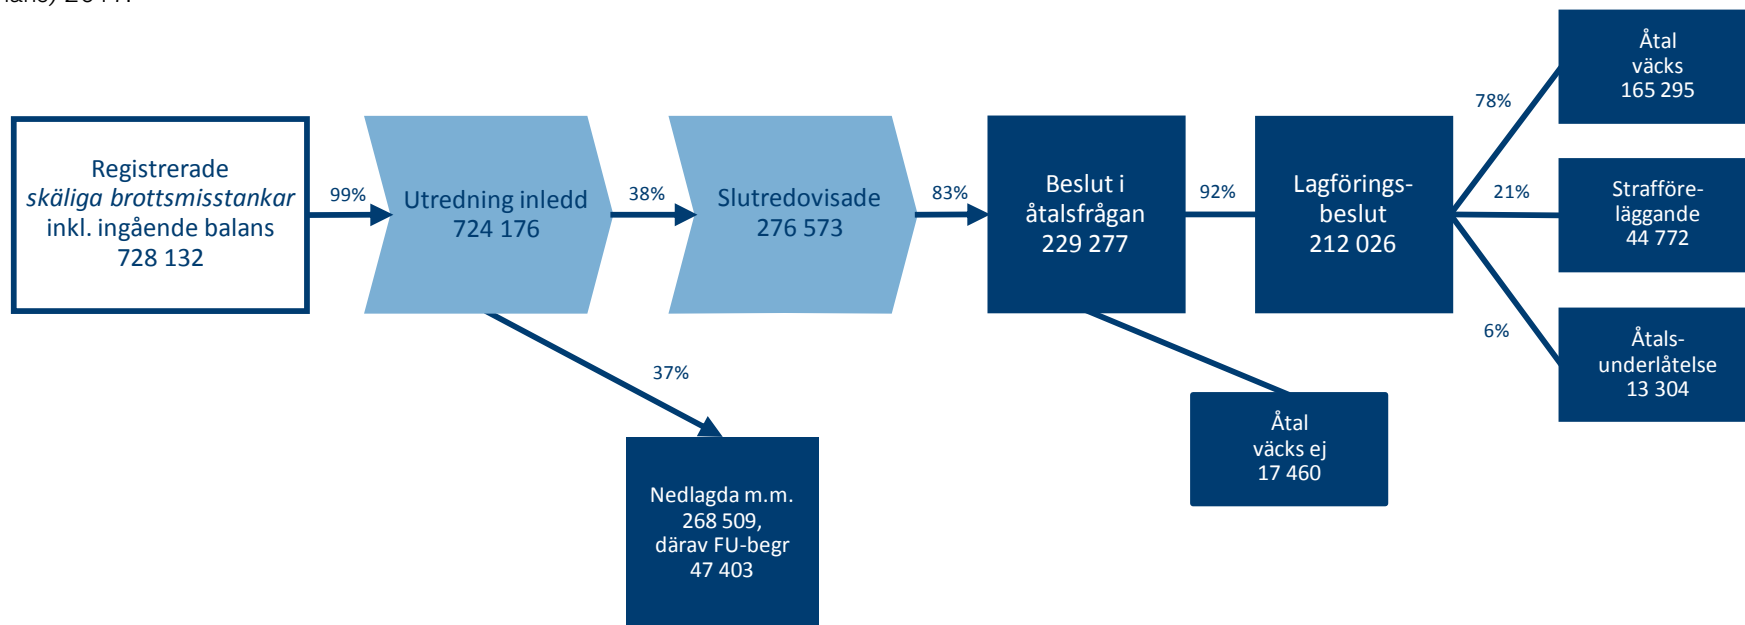 Registrerade
skäliga brottsmisstankar
inkl. ingående balans
728 132
99%
Utredning inledd
724 176
38%
Slutredovisade
276 573
83%
Beslut i
åtalsfrågan
229 277
92%
Lagförings-
beslut
212 026
78%
Åtal
väcks
165 295
21%
Strafföre-
läggande
44 772
6%
Åtals-
underlåtelse
13 304
37%
Nedlagda m.m.
268 509,
därav FU-begr
47 403
Åtal
väcks ej
17 460